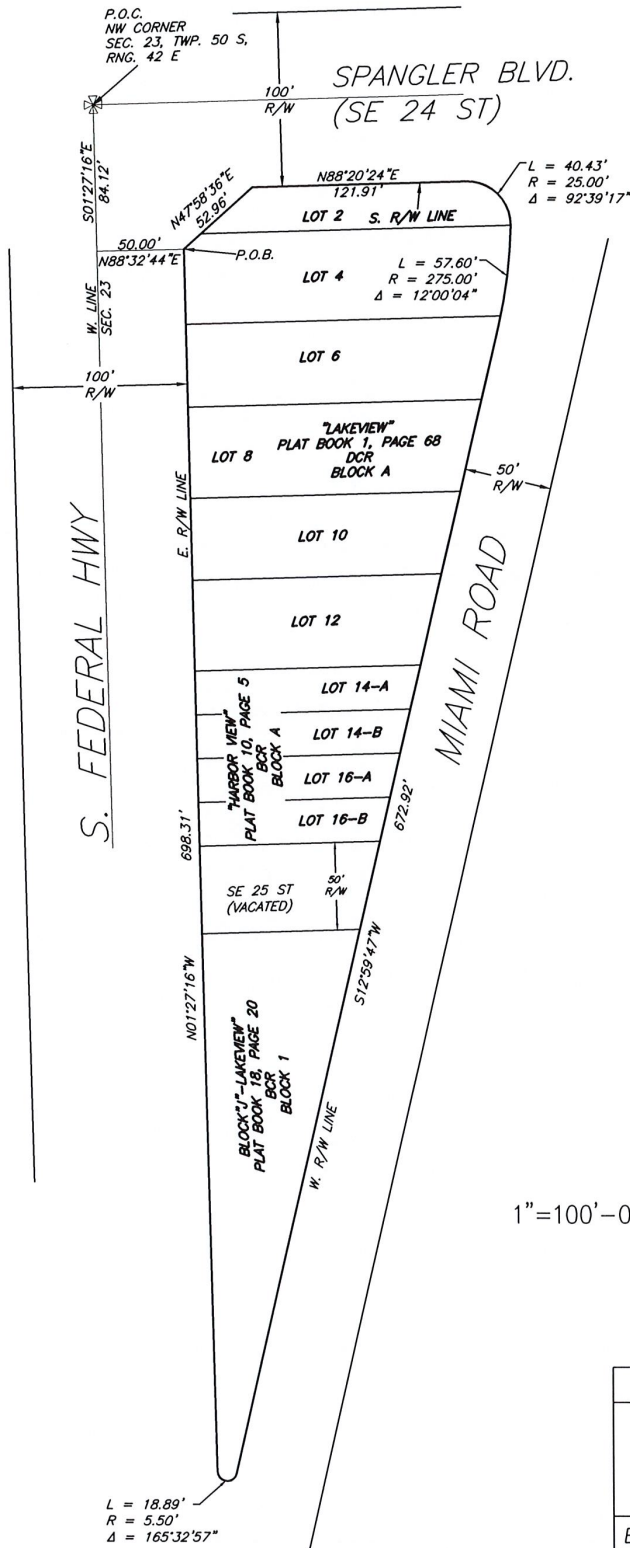 P.O.C.
NW CORNER
SEC. 23, TWP. 50 S,
RNG. 42 E
SPANGLER BLVD.
(SE 24 ST)
100'
R/W
S01°27'16"E
84.12'
N47°58'36"E
52.96'
N88°20'24"E
121.91'
L = 40.43'
R = 25.00'
Δ = 92°39'17"
LOT 2
S. R/W LINE
50.00'
N88°32'44"E
P.O.B.
W. LINE
SEC. 23
LOT 4
L = 57.60'
R = 275.00'
Δ = 12°00'04"
LOT 6
100'
R/W
"LAKEVIEW"
PLAT BOOK 1, PAGE 68
DCR
BLOCK A
LOT 8
50'
R/W
E. R/W LINE
LOT 10
S. FEDERAL HWY
MIAMI ROAD
LOT 12
LOT 14-A
"HARBOR VIEW"
PLAT BOOK 10, PAGE 5
BCR
BLOCK A
LOT 14-B
LOT 16-A
LOT 16-B
672.92'
698.31'
SE 25 ST
(VACATED)
50'
R/W
N01°27'16"W
S12°59'47"W
BLOCK"J"-LAKEVIEW"
PLAT BOOK 18, PAGE 20
BCR
BLOCK 1
W. R/W LINE
1"=100'-0
L = 18.89'
R = 5.50'
Δ = 165°32'57"